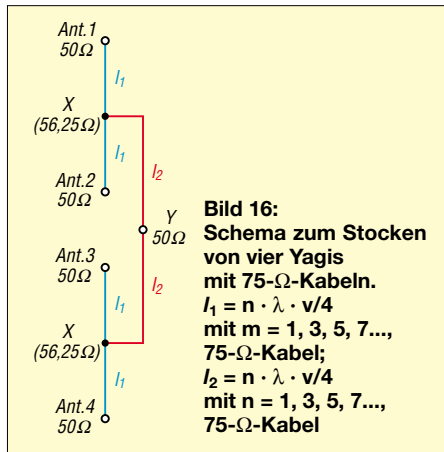 Ant.1
50Ω
l₁
X
(56,25Ω)
l₁
l₂
Ant.2
50Ω
Y
50Ω
Ant.3
50Ω
l₁
l₂
X
(56,25Ω)
l₁
Ant.4
50Ω
Bild 16:
Schema zum Stocken
von vier Yagis
mit 75-Ω-Kabeln.
l₁ = n · λ · v/4
mit m = 1, 3, 5, 7...,
75-Ω-Kabel;
l₂ = n · λ · v/4
mit n = 1, 3, 5, 7...,
75-Ω-Kabel